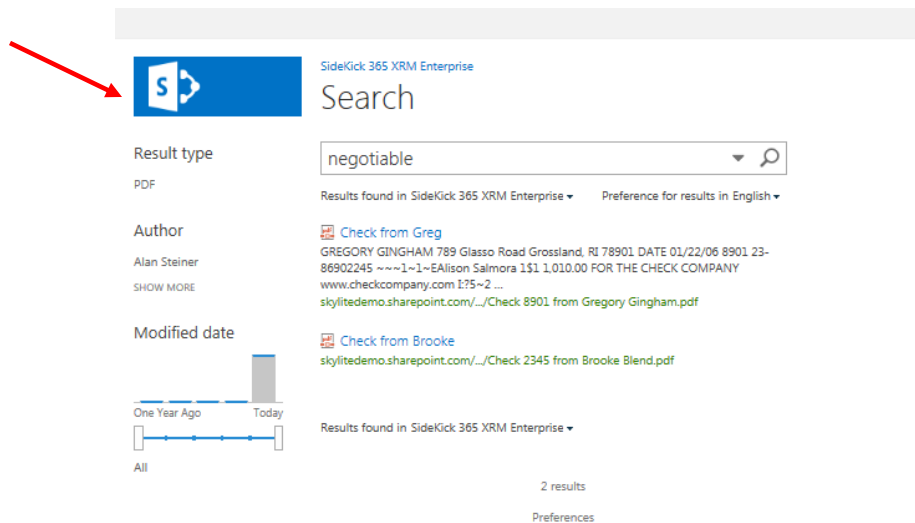 S
SideKick 365 XRM Enterprise
Search
Result type
PDF
Author
Alan Steiner
SHOW MORE
Modified date
One Year Ago Today
All
negotiable
Results found in SideKick 365 XRM Enterprise Preference for results in English
Check from Greg
GREGORY GINGHAM 789 Glasso Road Grossland, RI 78901 DATE 01/22/06 8901 23-
86902245 ~~~1~1~EAlison Salmora 1$1 1,010.00 FOR THE CHECK COMPANY
www.checkcompany.com I:?5~2 ...
skylitedemo.sharepoint.com/.../Check 8901 from Gregory Gingham.pdf
Check from Brooke
skylitedemo.sharepoint.com/.../Check 2345 from Brooke Blend.pdf
Results found in SideKick 365 XRM Enterprise
2 results
Preferences